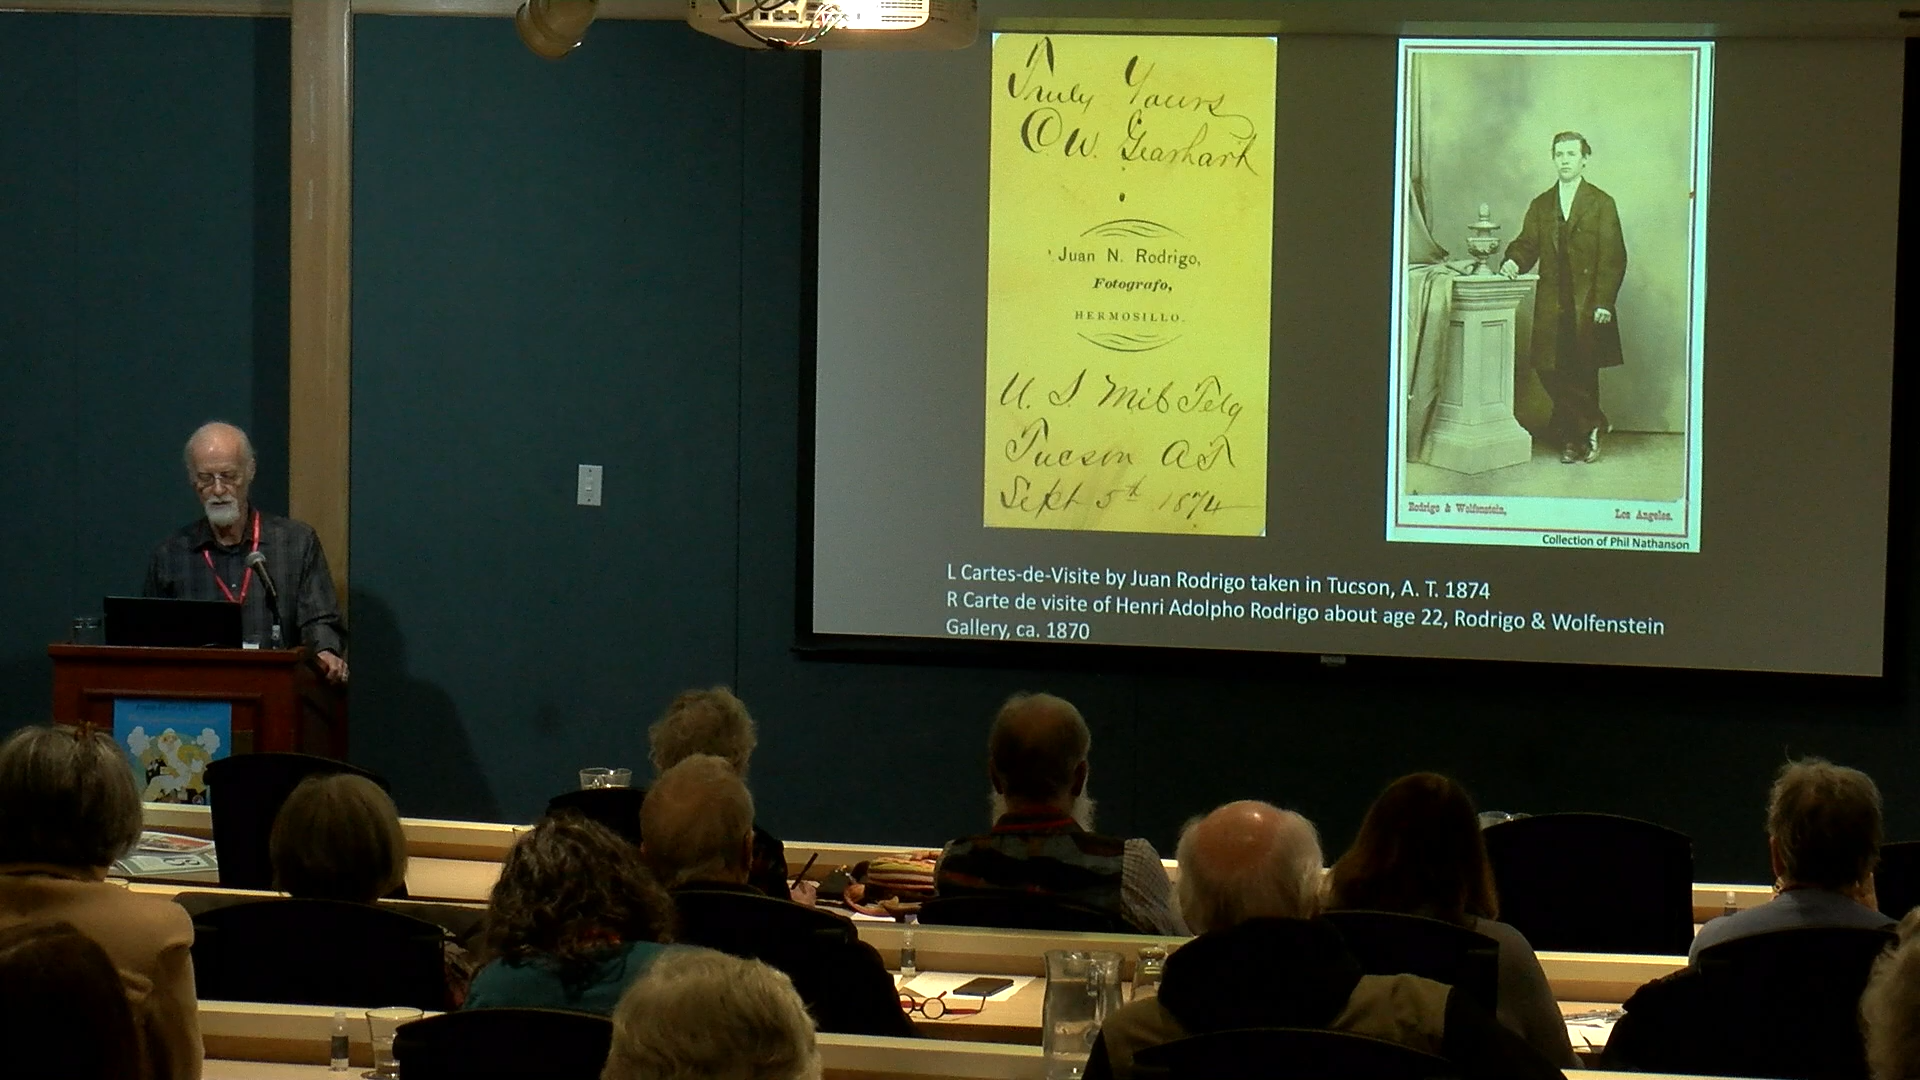 Truly Yours
O.W. Gearhart
Juan N. Rodrigo,
Fotografo,
HERMOSILLO.
U. S. Mil Telg
Tucson A T
Sept 5th 1874
Rodrigo & Wolfenstein,
Los Angeles.
Collection of Phil Nathanson
L Cartes-de-Visite by Juan Rodrigo taken in Tucson, A. T. 1874
R Carte de visite of Henri Adolpho Rodrigo about age 22, Rodrigo & Wolfenstein
Gallery, ca. 1870